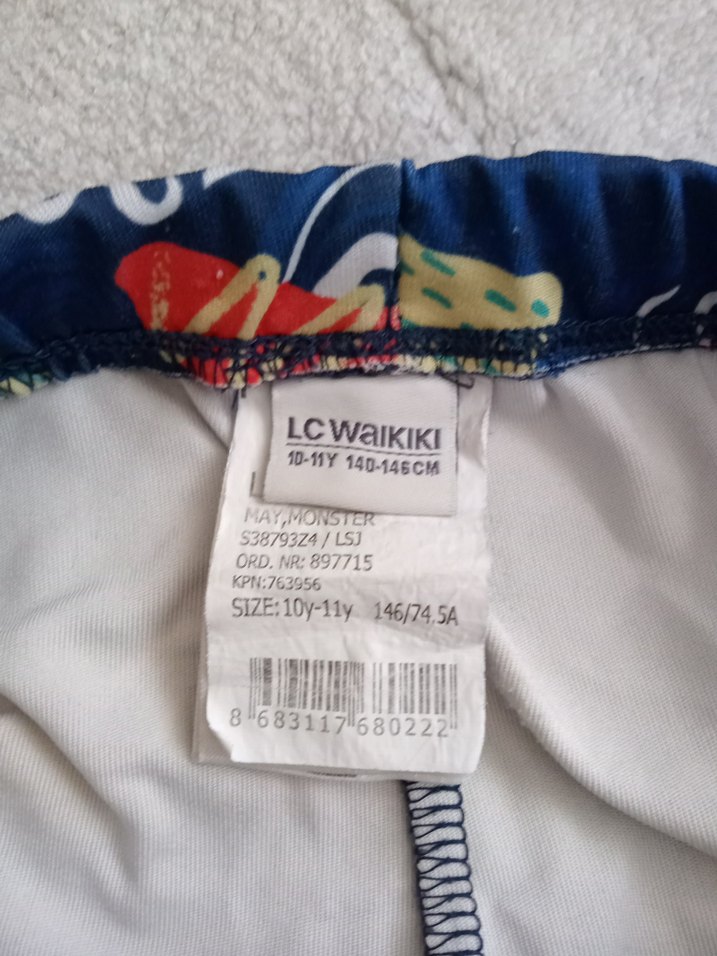 LC WAIKIKI
10-11Y 140-146CM
MAY,MONSTER
S38793Z4 / LSJ
ORD. NR: 897715
KPN:763956
SIZE: 10y-11y 146/74,5A
8 683117 680222